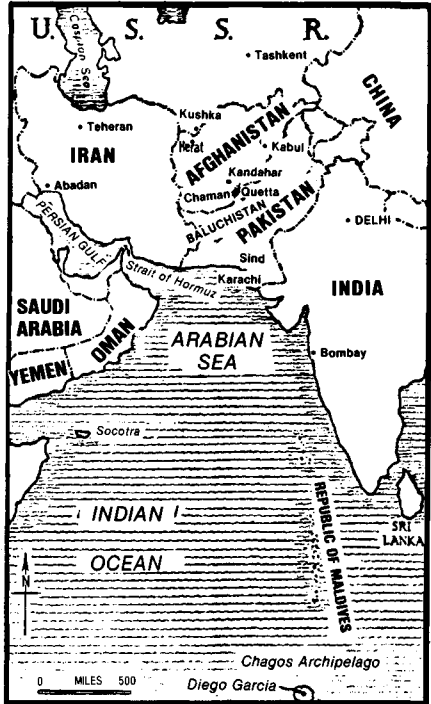 U. S. S. R.
Caspian Sea
Tashkent
CHINA
Kushka
Teheran
Herat
AFGHANISTAN
Kabul
IRAN
Kandahar
Abadan
Chaman
Quetta
BALUCHISTAN
PAKISTAN
DELHI
PERSIAN GULF
Sind
Strait of Hormuz
Karachi
INDIA
SAUDI
ARABIA
OMAN
ARABIAN
SEA
YEMEN
Bombay
Socotra
REPUBLIC OF MALDIVES
INDIAN
SRI
LANKA
OCEAN
N
Chagos Archipelago
0 MILES 500
Diego Garcia